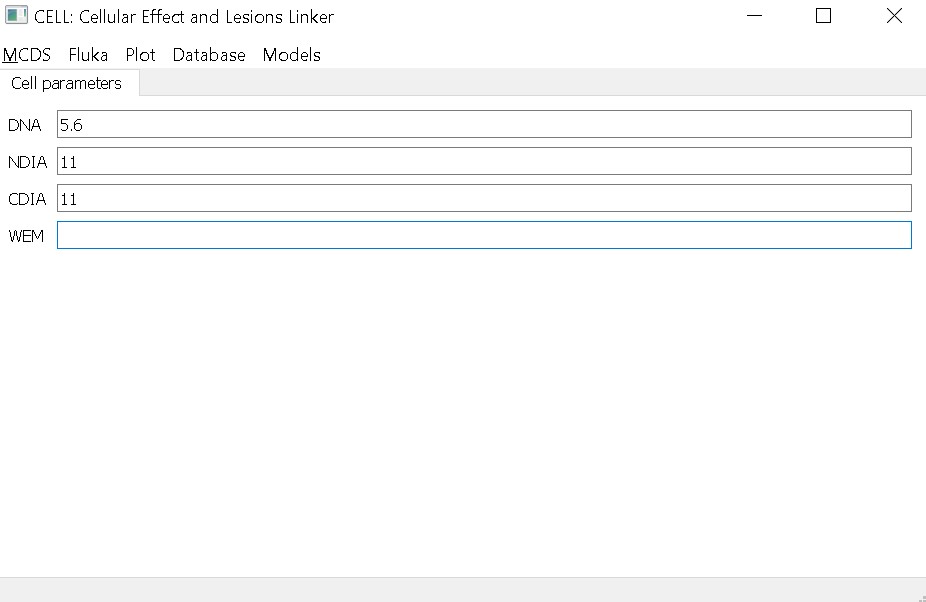 CELL: Cellular Effect and Lesions Linker
MCDS Fluka Plot Database Models
Cell parameters
DNA 5.6
NDIA 11
CDIA 11
WEM